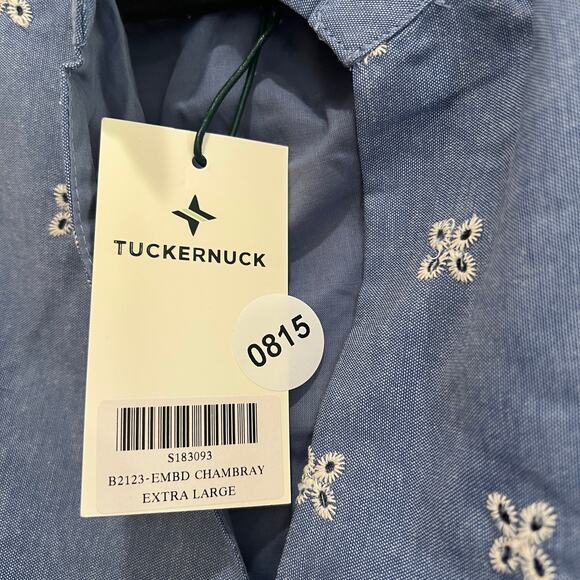 TUCKERNUCK
0815
S183093
B2123-EMBD CHAMBRAY
EXTRA LARGE